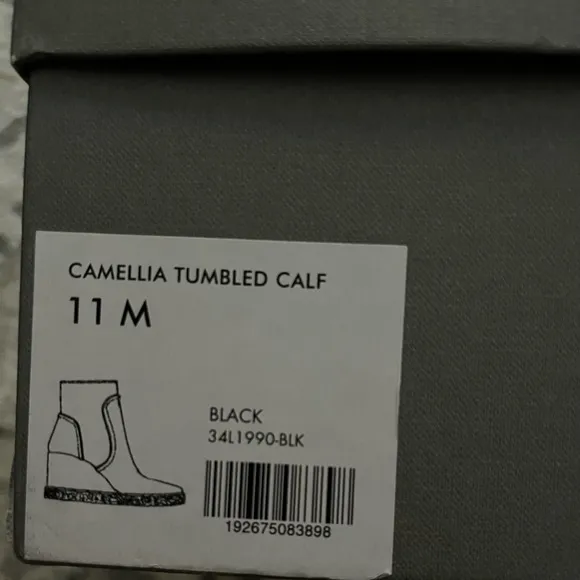 CAMELLIA TUMBLED CALF
11 M
BLACK
34L1990-BLK
192675083898